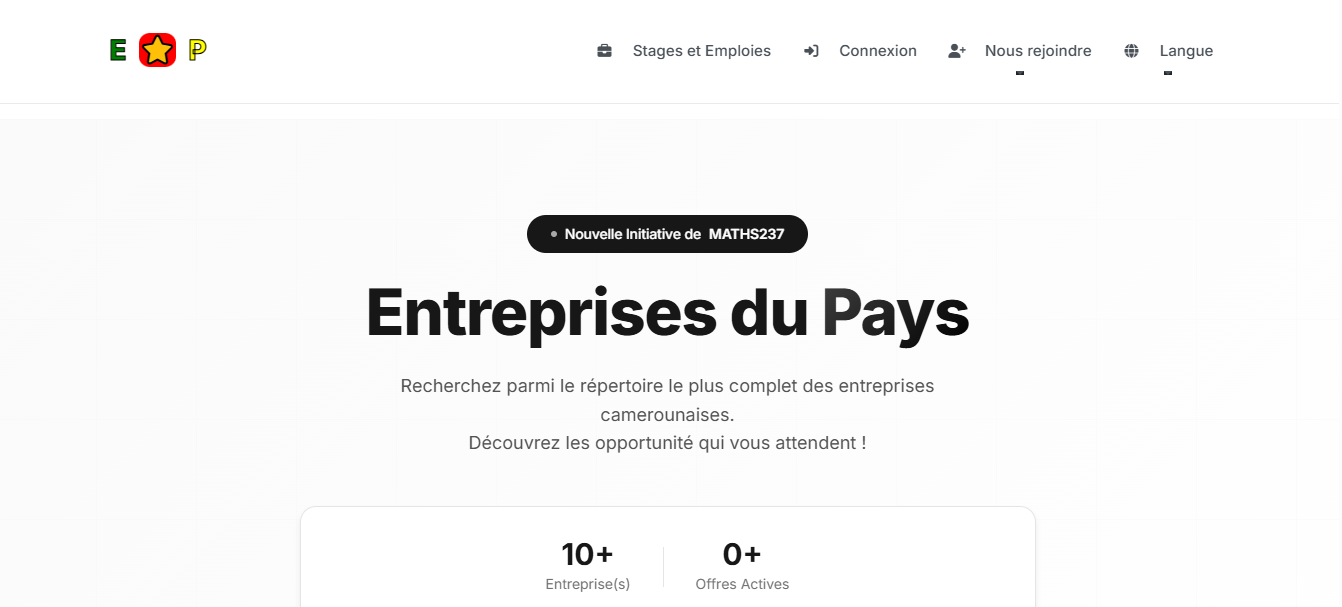 E P
Stages et Emploies
Connexion
Nous rejoindre
Langue
Nouvelle Initiative de MATHS237
Entreprises du Pays
Recherchez parmi le répertoire le plus complet des entreprises
camerounaises.
Découvrez les opportunité qui vous attendent !
10+
Entreprise(s)
0+
Offres Actives